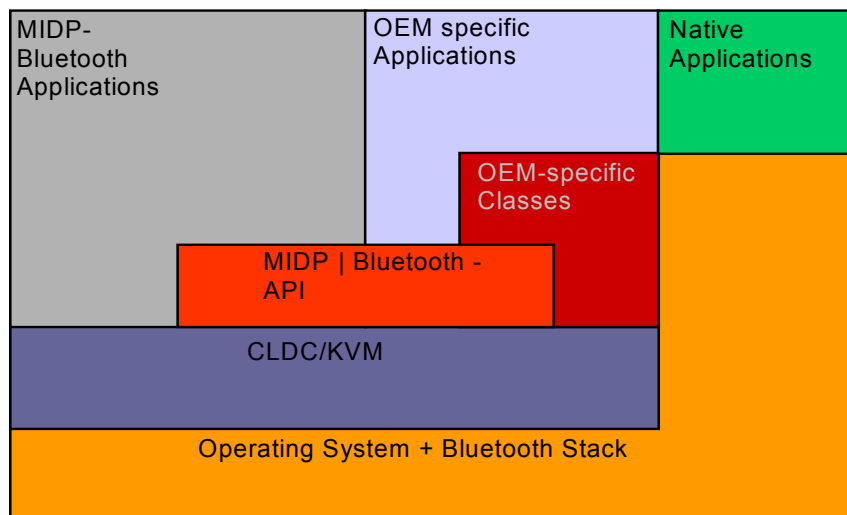 MIDP-
Bluetooth
Applications
OEM specific
Applications
Native
Applications
OEM-specific
Classes
MIDP | Bluetooth -
API
CLDC/KVM
Operating System + Bluetooth Stack